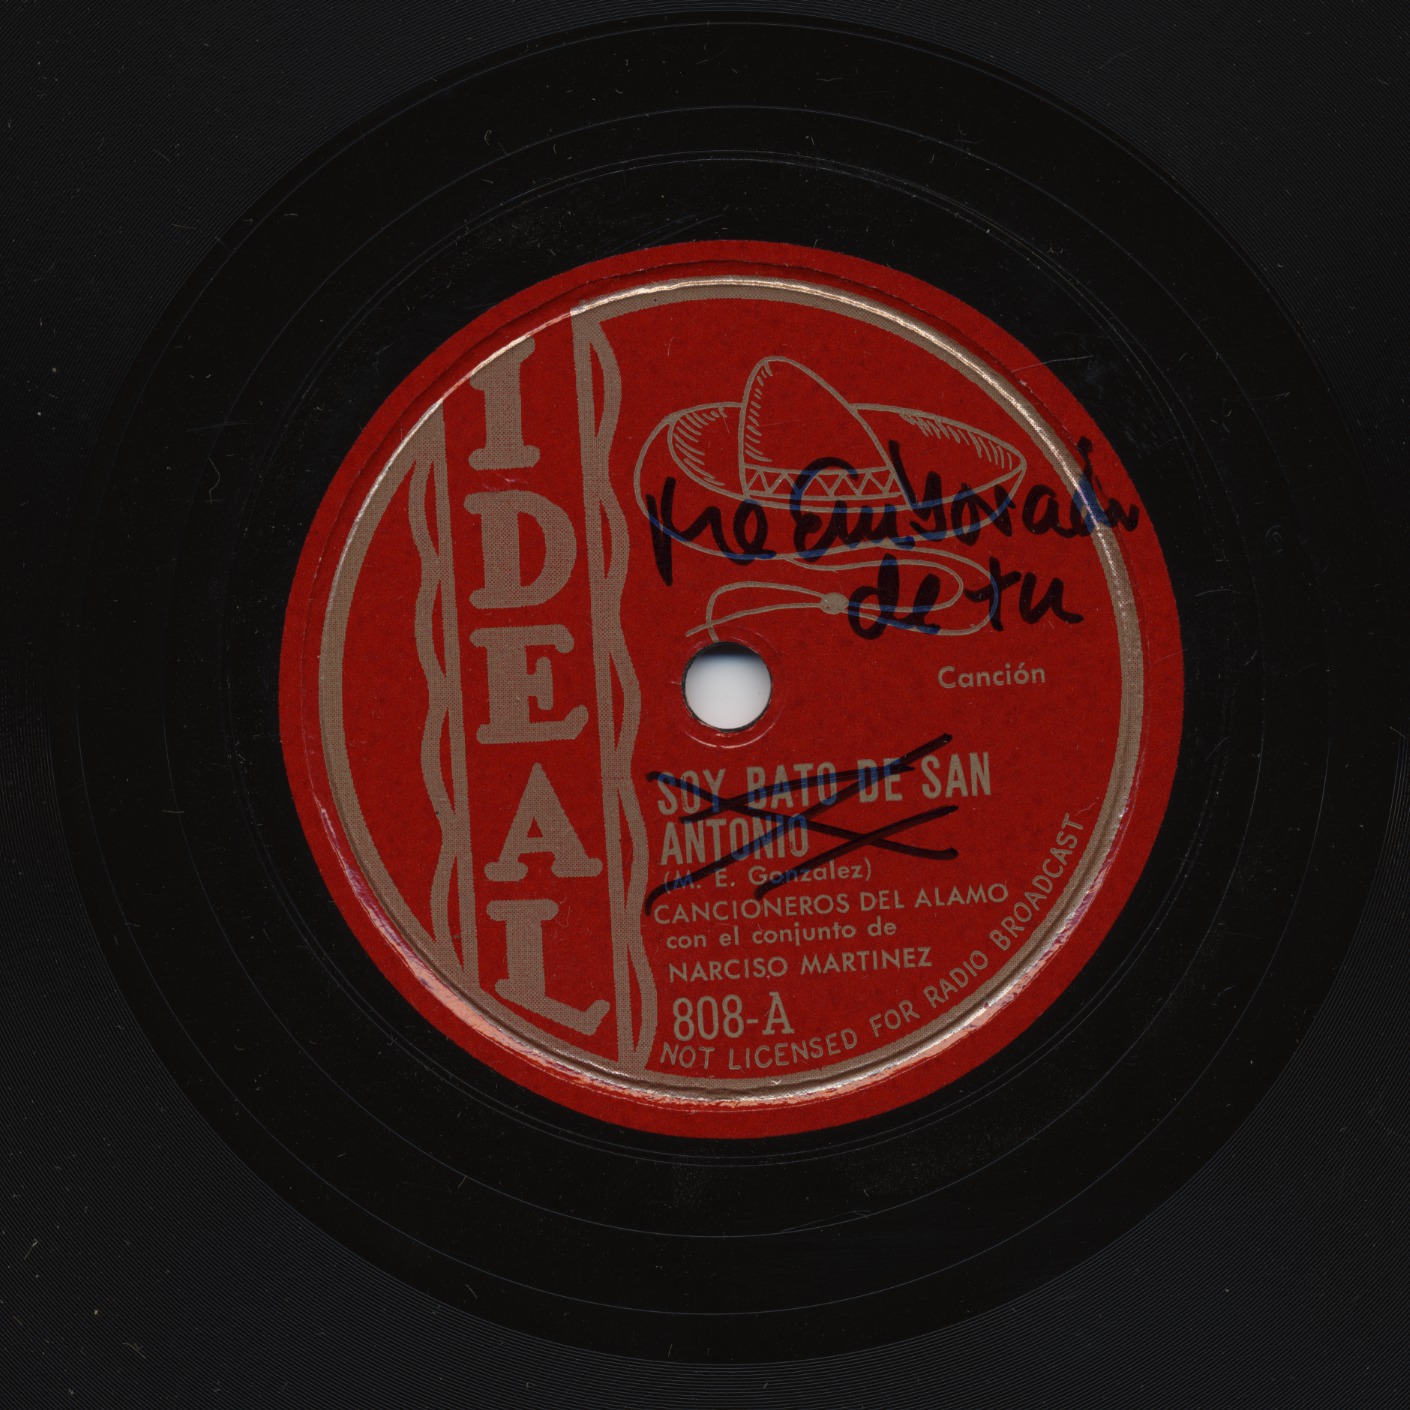 IDEAL
Me Emborachu
de tu
Canción
SOY BATO DE SAN
ANTONIO
(M. E. Gonzalez)
CANCIONEROS DEL ALAMO
con el conjunto de
NARCISO MARTINEZ
808-A
NOT LICENSED FOR RADIO BROADCAST